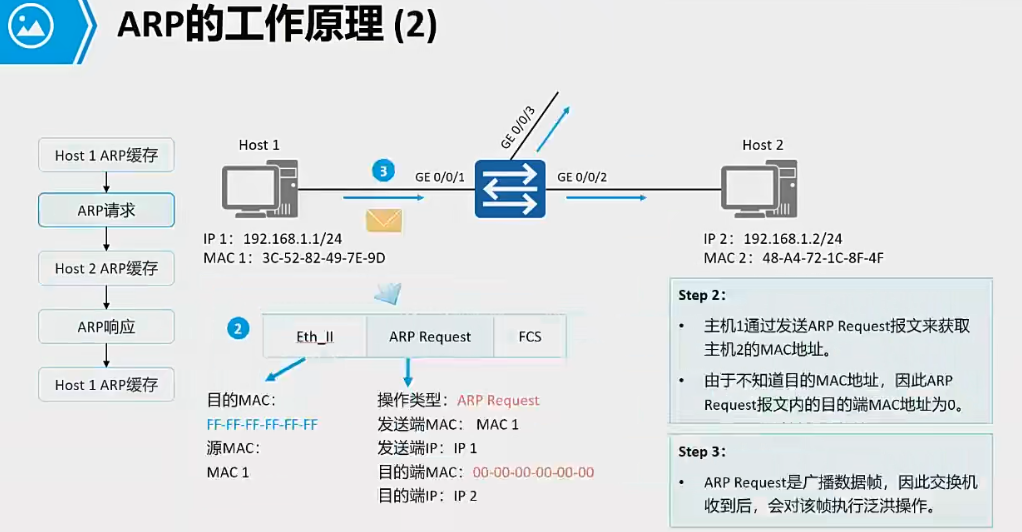 ARP的工作原理 (2)
Host 1 ARP缓存
ARP请求
Host 2 ARP缓存
ARP响应
Host 1 ARP缓存
Host 1
3
GE 0/0/1
GE 0/0/3
GE 0/0/2
Host 2
IP 1：192.168.1.1/24
MAC 1：3C-52-82-49-7E-9D
IP 2：192.168.1.2/24
MAC 2：48-A4-72-1C-8F-4F
2
Eth_II
ARP Request
FCS
目的MAC：
FF-FF-FF-FF-FF-FF
源MAC：
MAC 1
操作类型：ARP Request
发送端MAC： MAC 1
发送端IP：IP 1
目的端MAC：00-00-00-00-00-00
目的端IP：IP 2
Step 2：
• 主机1通过发送ARP Request报文来获取
主机2的MAC地址。
• 由于不知道目的MAC地址，因此ARP
Request报文内的目的端MAC地址为0。
Step 3：
• ARP Request是广播数据帧，因此交换机
收到后，会对该帧执行泛洪操作。